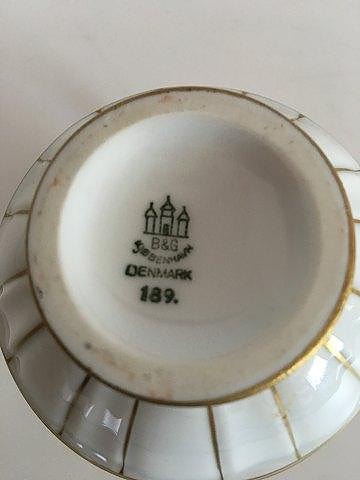 B&G
KJØBENHAVN
DENMARK
189.